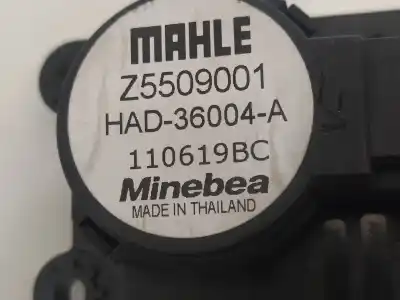 MAHLE
Z5509001
HAD-36004-A
110619BC
Minebea
MADE IN THAILAND